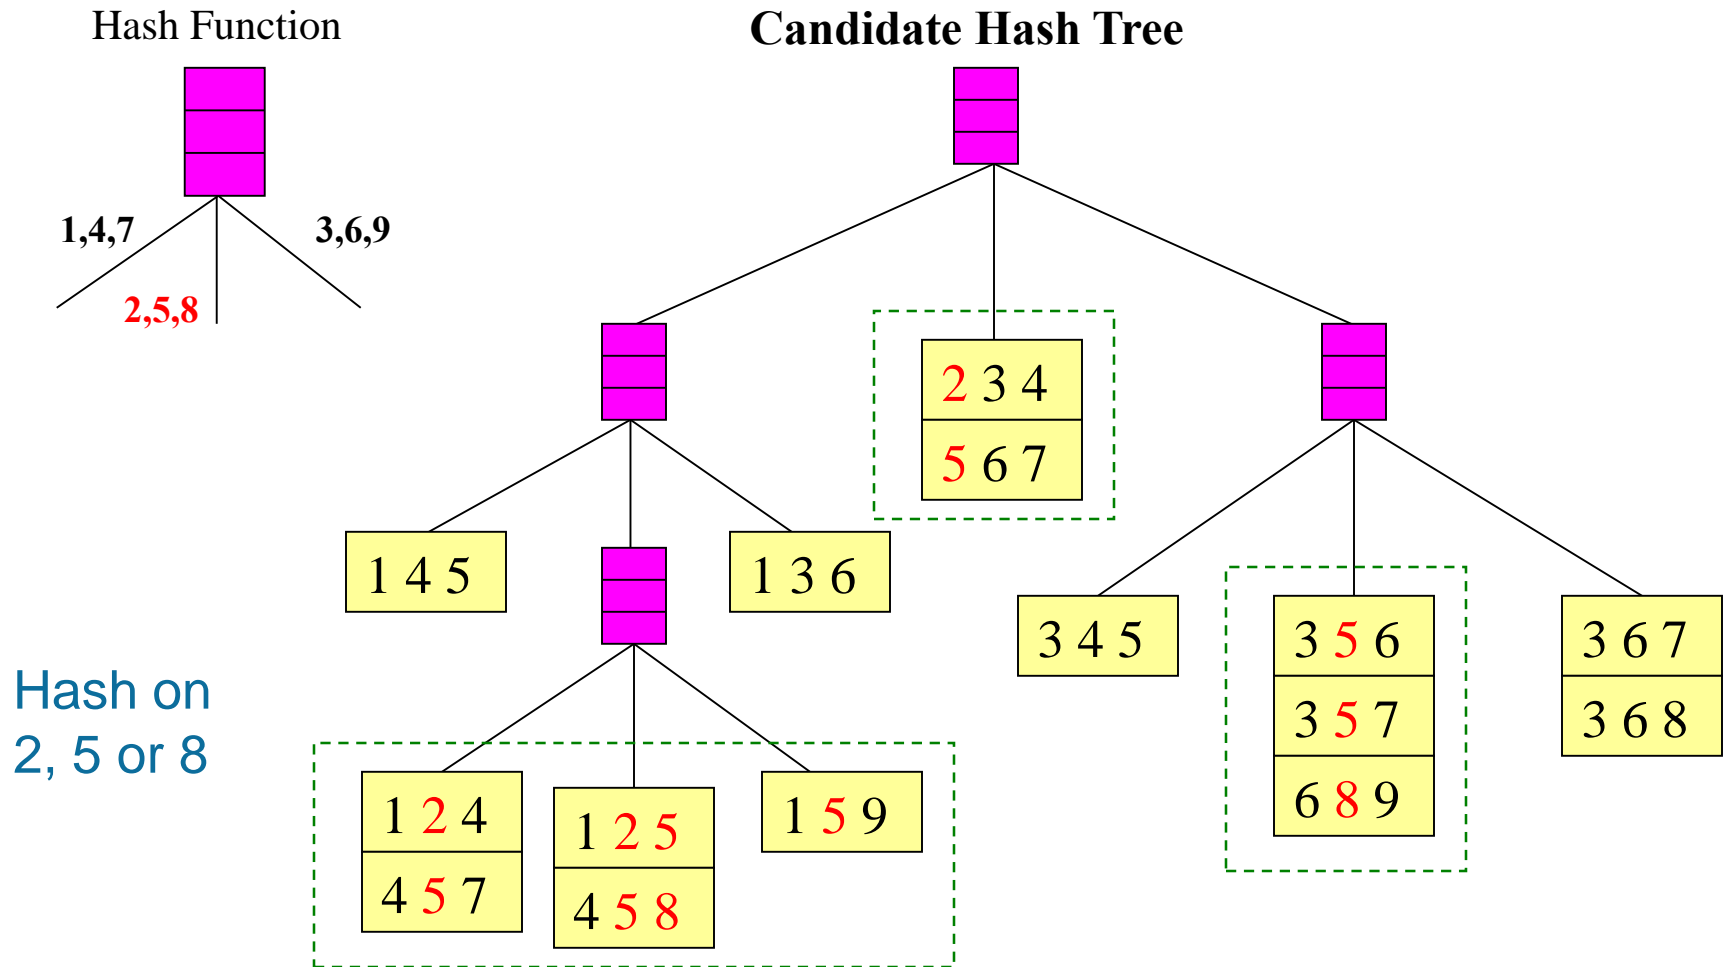 Hash Function
Candidate Hash Tree
1,4,7
3,6,9
2,5,8
2 3 4
5 6 7
1 4 5
1 3 6
3 4 5
3 5 6
3 5 7
6 8 9
3 6 7
3 6 8
Hash on
2, 5 or 8
1 2 4
4 5 7
1 2 5
4 5 8
1 5 9